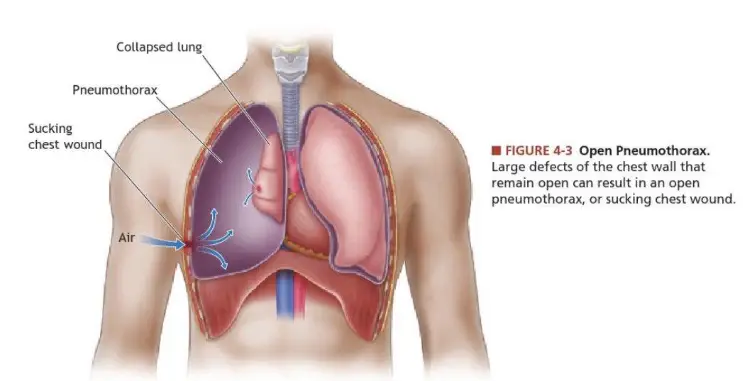 Collapsed lung
Pneumothorax
Sucking
chest wound
Air
■ FIGURE 4-3 Open Pneumothorax.
Large defects of the chest wall that
remain open can result in an open
pneumothorax, or sucking chest wound.